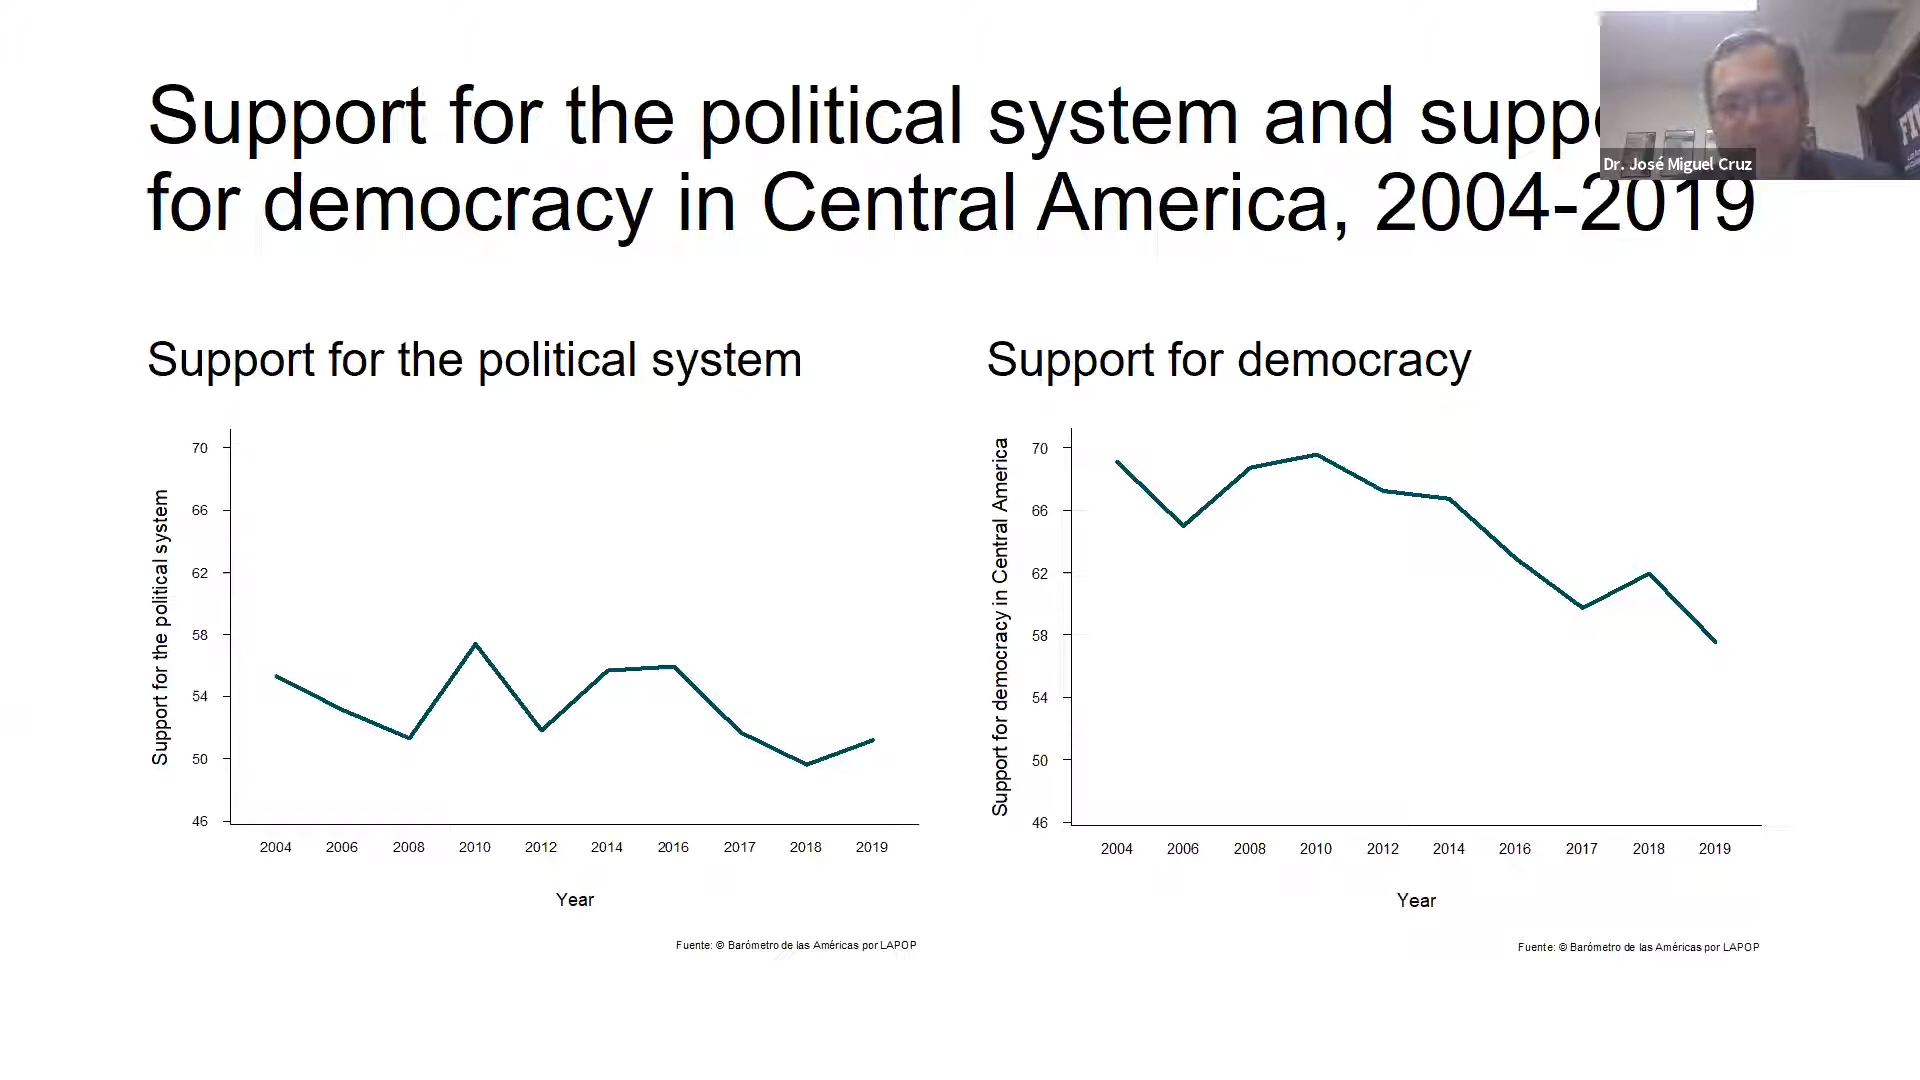 Support for the political system and supp
for democracy in Central America, 2004-2019
Dr. José Miguel Cruz
Support for the political system
Support for the political system
70
66
62
58
54
50
46
2004 2006 2008 2010 2012 2014 2016 2017 2018 2019
Year
Fuente: © Barómetro de las Américas por LAPOP
Support for democracy
Support for democracy in Central America
70
66
62
58
54
50
46
2004 2006 2008 2010 2012 2014 2016 2017 2018 2019
Year
Fuente: © Barómetro de las Américas por LAPOP